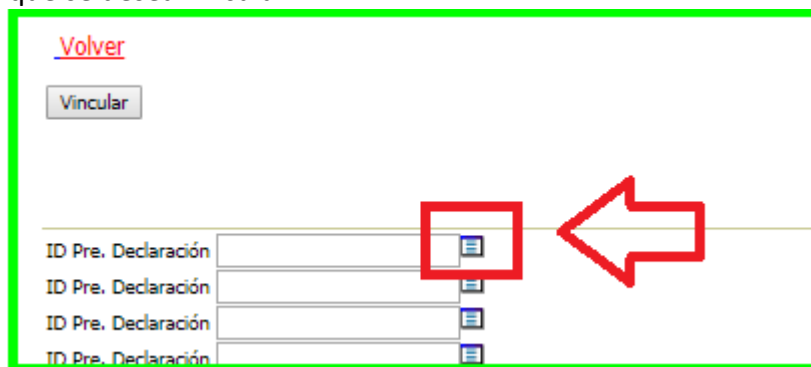 Volver
Vincular
ID Pre. Declaración
ID Pre. Declaración
ID Pre. Declaración
ID Pre. Declaración